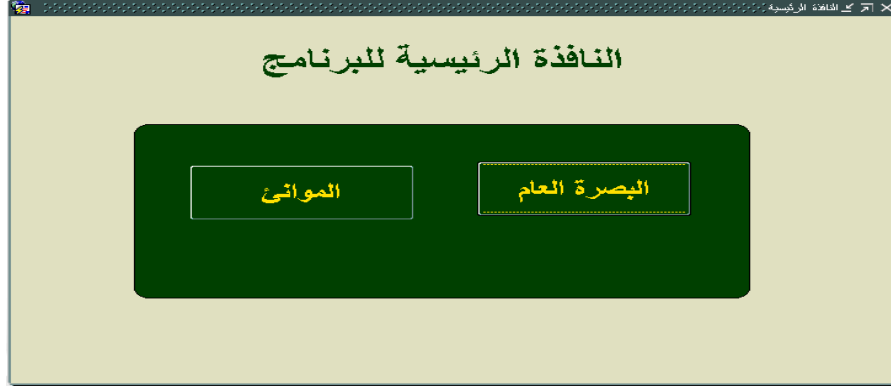 النافذة الرئيسية
النافذة الرئيسية للبرنامج
البصرة العام
الموانئ